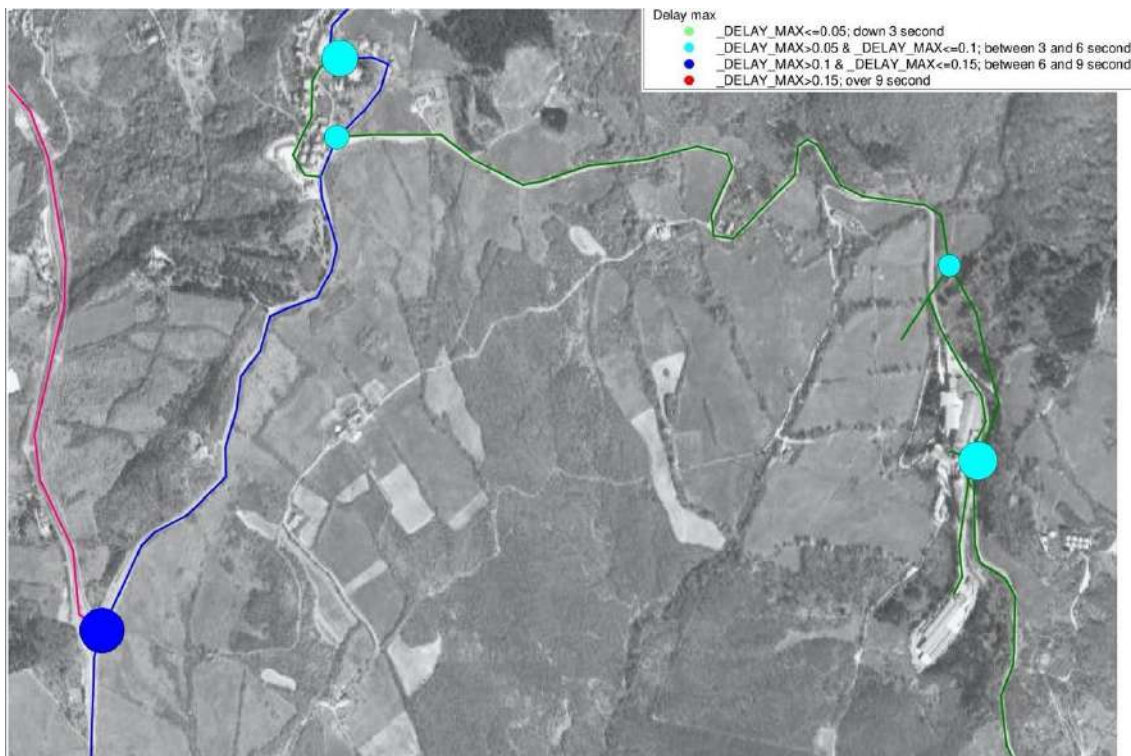 Delay max
_DELAY_MAX<=0.05; down 3 second
_DELAY_MAX>0.05 & _DELAY_MAX<=0.1; between 3 and 6 second
_DELAY_MAX>0.1 & _DELAY_MAX<=0.15; between 6 and 9 second
_DELAY_MAX>0.15; over 9 second